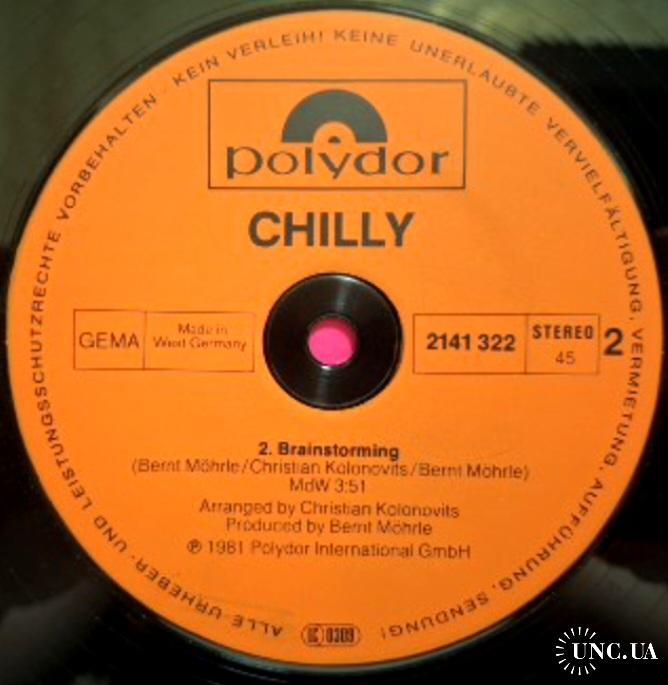 ALLE URHEBER- UND LEISTUNGSSCHUTZRECHTE VORBEHALTEN · KEIN VERLEIH! KEINE UNERLAUBTE VERVIELFÄLTIGUNG, VERMIETUNG, AUFFÜHRUNG, SENDUNG!
polydor
CHILLY
GEMA
Made in
West Germany
2141 322
STEREO
45
2
2. Brainstorming
(Bernt Möhrle/Christian Kolonovits/Bernt Möhrle)
MdW 3:51
Arranged by Christian Kolonovits
Produced by Bernt Möhrle
℗ 1981 Polydor International GmbH
LC 0309
UNC.UA